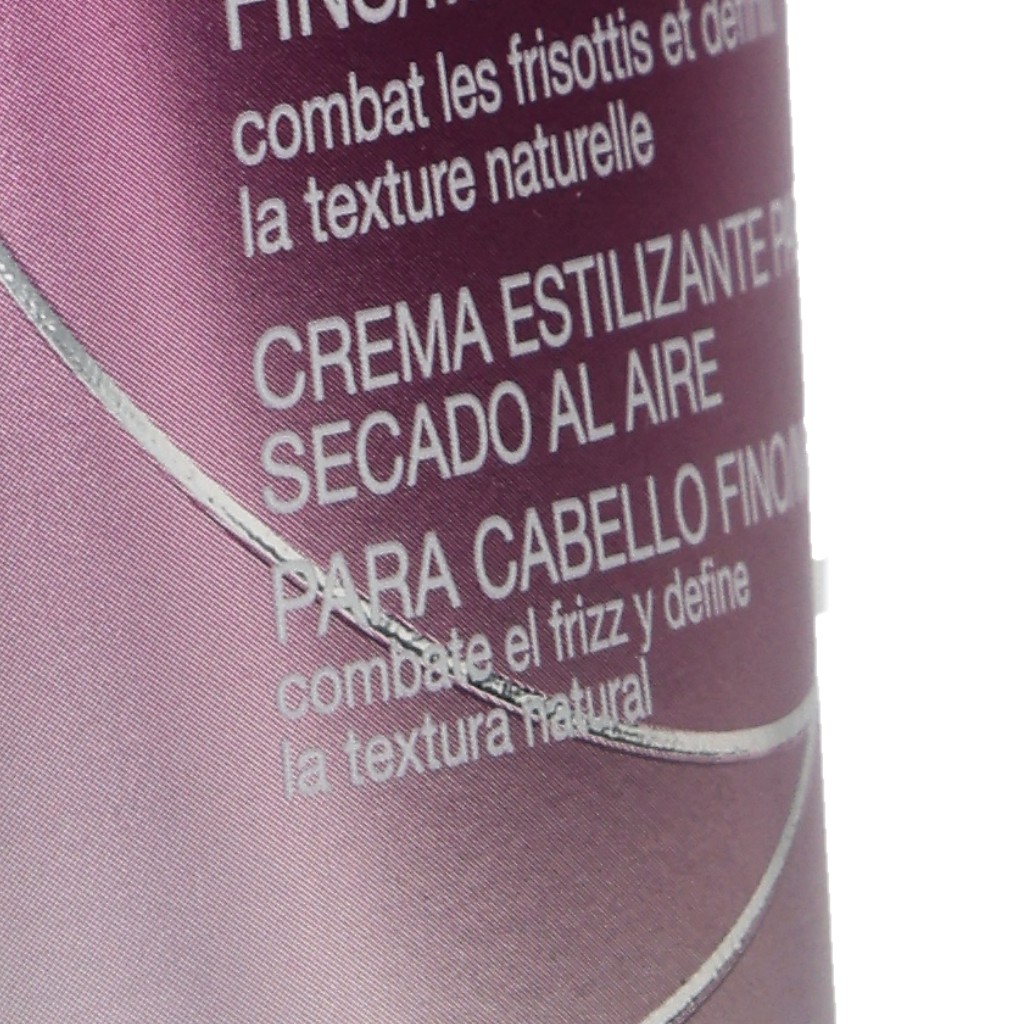 combat les frisottis et
la texture naturelle
CREMA ESTILIZANTE
SECADO AL AIRE
PARA CABELLO FINO/
combate el frizz y define
la textura natural